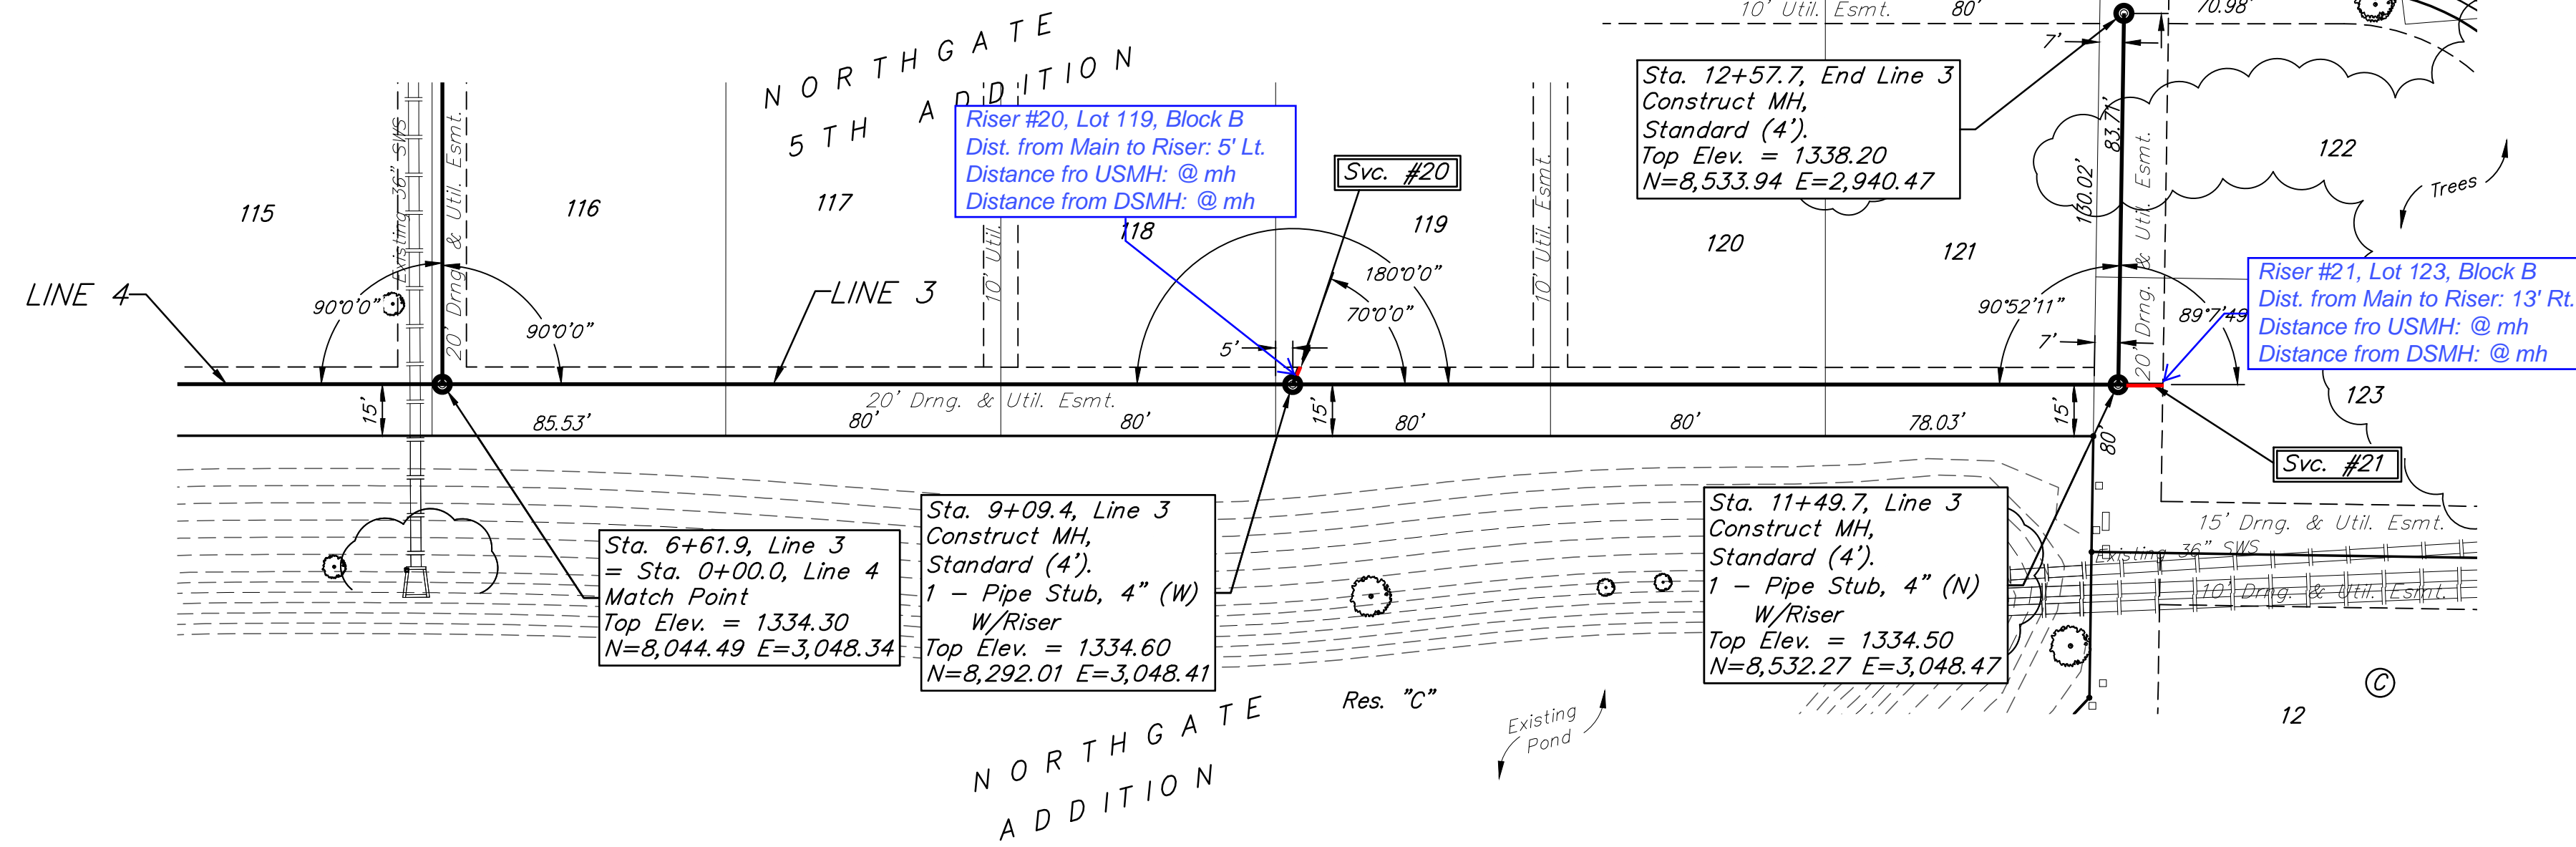 10' Util. Esmt.
80'
70.98'
7'
NORTHGATE
5TH ADDITION
Riser #20, Lot 119, Block B
Dist. from Main to Riser: 5' Lt.
Distance fro USMH: @ mh
Distance from DSMH: @ mh
Svc. #20
Sta. 12+57.7, End Line 3
Construct MH,
Standard (4').
Top Elev. = 1338.20
N=8,533.94 E=2,940.47
83.77'
130.02'
20' Drng. & Util. Esmt.
122
Trees
115
Existing 36" SWS
20' Drng. & Util. Esmt.
116
117
10' Util.
118
119
10' Util. Esmt.
120
121
LINE 4
90°0'0"
90°0'0"
LINE 3
180°0'0"
70°0'0"
5'
90°52'11"
89°7'49
7'
Riser #21, Lot 123, Block B
Dist. from Main to Riser: 13' Rt.
Distance fro USMH: @ mh
Distance from DSMH: @ mh
123
15'
85.53'
80'
20' Drng. & Util. Esmt.
80'
15'
80'
80'
78.03'
15'
80'
Svc. #21
Sta. 6+61.9, Line 3
= Sta. 0+00.0, Line 4
Match Point
Top Elev. = 1334.30
N=8,044.49 E=3,048.34
Sta. 9+09.4, Line 3
Construct MH,
Standard (4').
1 - Pipe Stub, 4" (W)
W/Riser
Top Elev. = 1334.60
N=8,292.01 E=3,048.41
Sta. 11+49.7, Line 3
Construct MH,
Standard (4').
1 - Pipe Stub, 4" (N)
W/Riser
Top Elev. = 1334.50
N=8,532.27 E=3,048.47
15' Drng. & Util. Esmt.
Existing 36" SWS
10' Drng. & Util. Esmt.
Res. "C"
Existing
Pond
C
12
NORTHGATE
ADDITION